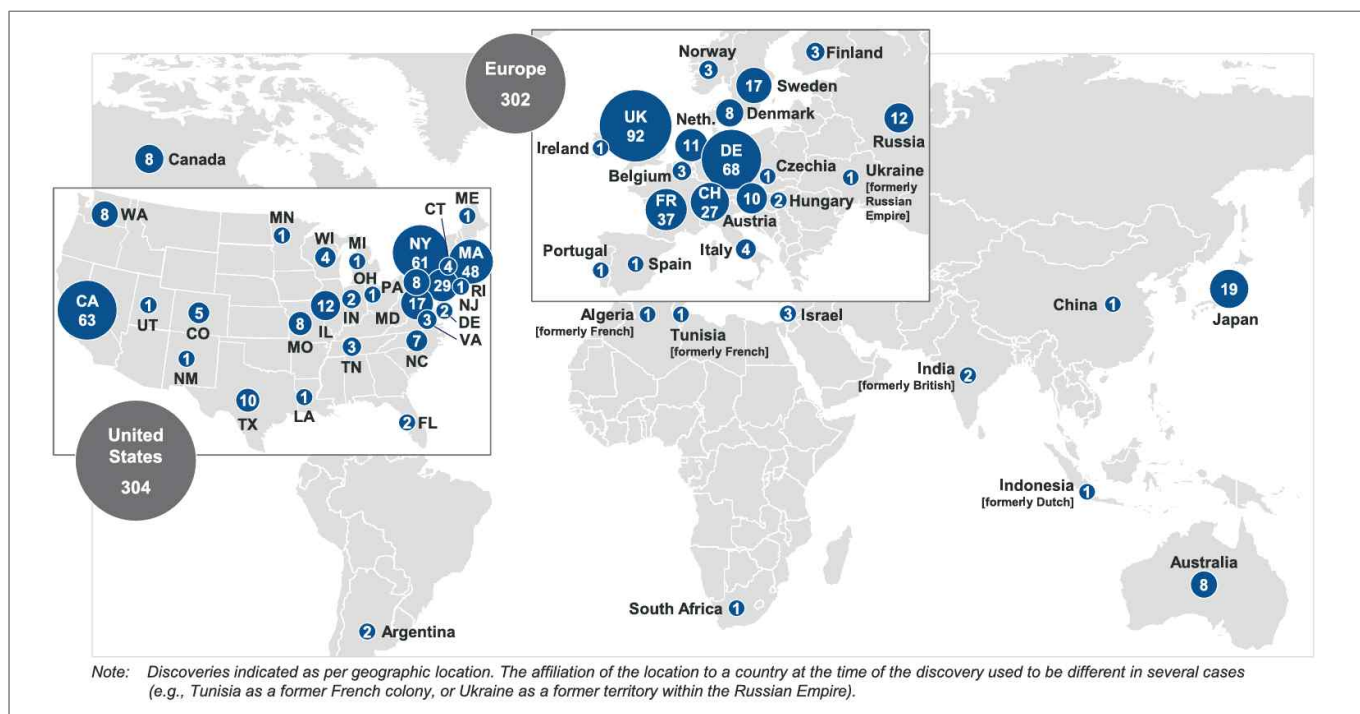 Europe
302
Norway
3
3
Finland
17
Sweden
UK
92
Neth.
8
Denmark
11
12
Russia
Ireland
1
DE
68
Belgium
3
Czechia
1
1
Ukraine
[formerly
Russian
Empire]
FR
37
CH
27
10
Austria
2
Hungary
Portugal
1
1
Spain
Italy
4
8
Canada
8
WA
MN
1
WI
4
MI
1
CT
ME
1
NY
61
4
MA
48
OH
1
PA
8
29
1
RI
CA
63
1
UT
5
CO
8
MO
12
IL
2
IN
MD
17
NJ
2
DE
3
VA
1
NM
3
TN
7
NC
10
TX
1
LA
2
FL
United
States
304
Algeria
[formerly French]
1
1
Tunisia
[formerly French]
3
Israel
China
1
19
Japan
India
[formerly British]
2
Indonesia
[formerly Dutch]
1
Australia
8
South Africa
1
2
Argentina
Note: Discoveries indicated as per geographic location. The affiliation of the location to a country at the time of the discovery used to be different in several cases
(e.g., Tunisia as a former French colony, or Ukraine as a former territory within the Russian Empire).